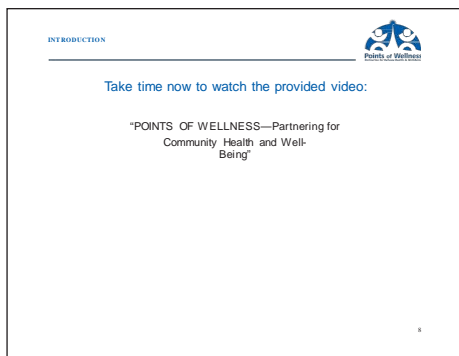 INTRODUCTION
Points of Wellness
Take time now to watch the provided video:
“POINTS OF WELLNESS—Partnering for
Community Health and Well-
Being”
8